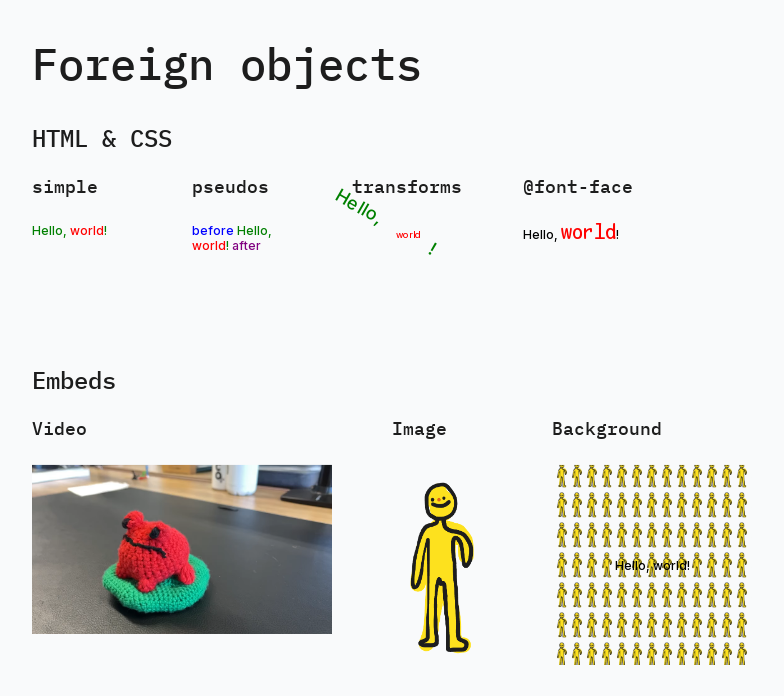 Foreign objects
HTML & CSS
simple
pseudos
transforms
@font-face
Hello, world!
before Hello,
world! after
Hello,
world
!
Hello, world!
Embeds
Video
Image
Background
Hello, world!